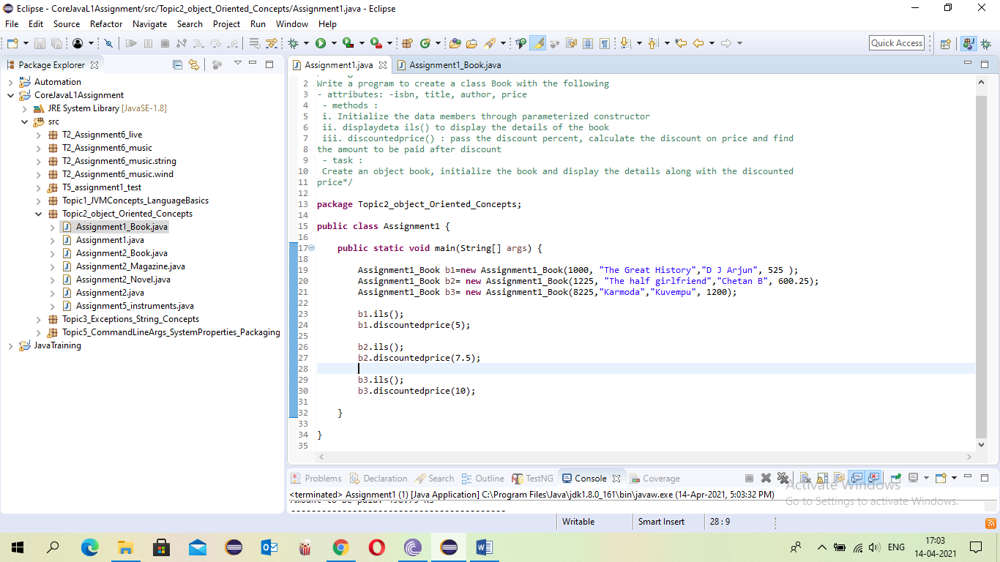 Eclipse - CoreJavaL1Assignment/src/Topic2_object_Oriented_Concepts/Assignment1.java - Eclipse
File Edit Source Refactor Navigate Search Project Run Window Help
Quick Access
Package Explorer
Automation
CoreJavaL1Assignment
JRE System Library [JavaSE-1.8]
src
T2_Assignment6_live
T2_Assignment6_music
T2_Assignment6_music.string
T2_Assignment6_music.wind
T5_assignment1_test
Topic1_JVMConcepts_LanguageBasics
Topic2_object_Oriented_Concepts
Assignment1_Book.java
Assignment1.java
Assignment2_Book.java
Assignment2_Magazine.java
Assignment2_Novel.java
Assignment2.java
Assignment5_instruments.java
Topic3_Exceptions_String_Concepts
Topic5_CommandLineArgs_SystemProperties_Packaging
JavaTraining
Assignment1.java Assignment1_Book.java
2 Write a program to create a class Book with the following
3 - attributes: -isbn, title, author, price
4 - methods :
5 i. Initialize the data members through parameterized constructor
6 ii. displaydeta ils() to display the details of the book
7 iii. discountedprice() : pass the discount percent, calculate the discount on price and find
8 the amount to be paid after discount
9 - task :
10 Create an object book, initialize the book and display the details along with the discounted
11 price*/
12
13 package Topic2_object_Oriented_Concepts;
14
15 public class Assignment1 {
16
17 public static void main(String[] args) {
18
19 Assignment1_Book b1=new Assignment1_Book(1000, "The Great History","D J Arjun", 525 );
20 Assignment1_Book b2= new Assignment1_Book(1225, "The half girlfriend","Chetan B", 600.25);
21 Assignment1_Book b3= new Assignment1_Book(8225,"Karmoda","Kuvempu", 1200);
22
23 b1.ils();
24 b1.discountedprice(5);
25
26 b2.ils();
27 b2.discountedprice(7.5);
28
29 b3.ils();
30 b3.discountedprice(10);
31
32 }
33
34 }
35
Problems Declaration Search Outline TestNG Console Coverage
<terminated> Assignment1 (1) [Java Application] C:\Program Files\Java\jdk1.8.0_161\bin\javaw.exe (14-Apr-2021, 5:03:32 PM)
Amount to be paid: 498.75 RS
Activate Windows
Go to Settings to activate Windows.
Writable Smart Insert 28 : 9
ENG 17:03
14-04-2021